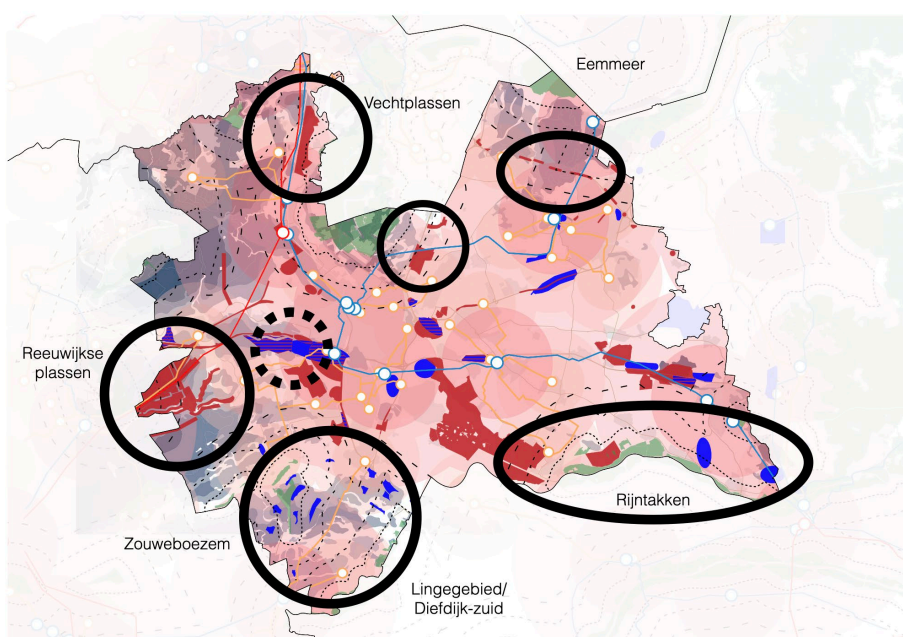 Eemmeer
Vechtplassen
Reeuwijkse
plassen
Rijntakken
Zouweboezem
Lingegebied/
Diefdijk-zuid